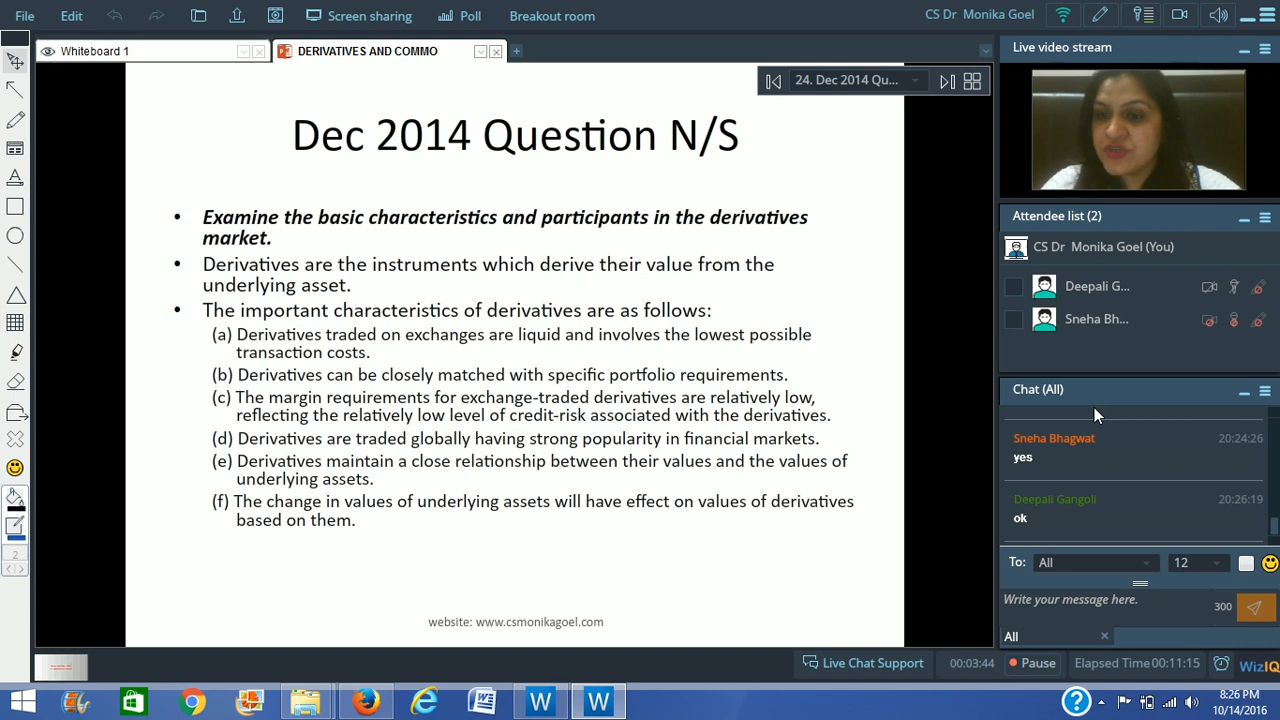 File Edit Screen sharing Poll Breakout room CS Dr Monika Goel
Whiteboard 1 DERIVATIVES AND COMMO
24. Dec 2014 Qu...
Dec 2014 Question N/S
• Examine the basic characteristics and participants in the derivatives
market.
• Derivatives are the instruments which derive their value from the
underlying asset.
• The important characteristics of derivatives are as follows:
(a) Derivatives traded on exchanges are liquid and involves the lowest possible
transaction costs.
(b) Derivatives can be closely matched with specific portfolio requirements.
(c) The margin requirements for exchange-traded derivatives are relatively low,
reflecting the relatively low level of credit-risk associated with the derivatives.
(d) Derivatives are traded globally having strong popularity in financial markets.
(e) Derivatives maintain a close relationship between their values and the values of
underlying assets.
(f) The change in values of underlying assets will have effect on values of derivatives
based on them.
website: www.csmonikagoel.com
2
Live video stream
Attendee list (2)
CS Dr Monika Goel (You)
Deepali G...
Sneha Bh...
Chat (All)
Sneha Bhagwat 20:24:26
yes
Deepali Gangoli 20:26:19
ok
To: All 12
Write your message here. 300
All
Live Chat Support 00:03:44 Pause Elapsed Time 00:11:15 WizIQ
8:26 PM
10/14/2016